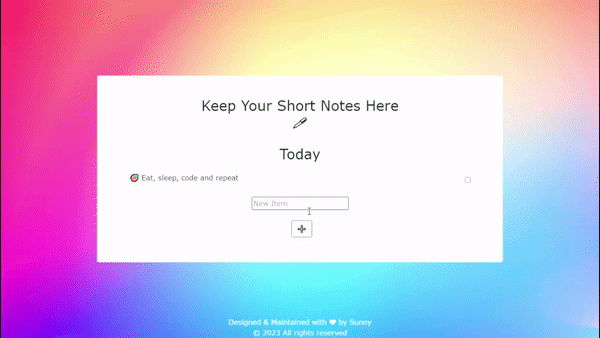 Keep Your Short Notes Here
Today
Eat, sleep, code and repeat
New Item
Designed & Maintained with ❤ by Sunny
© 2023 All rights reserved